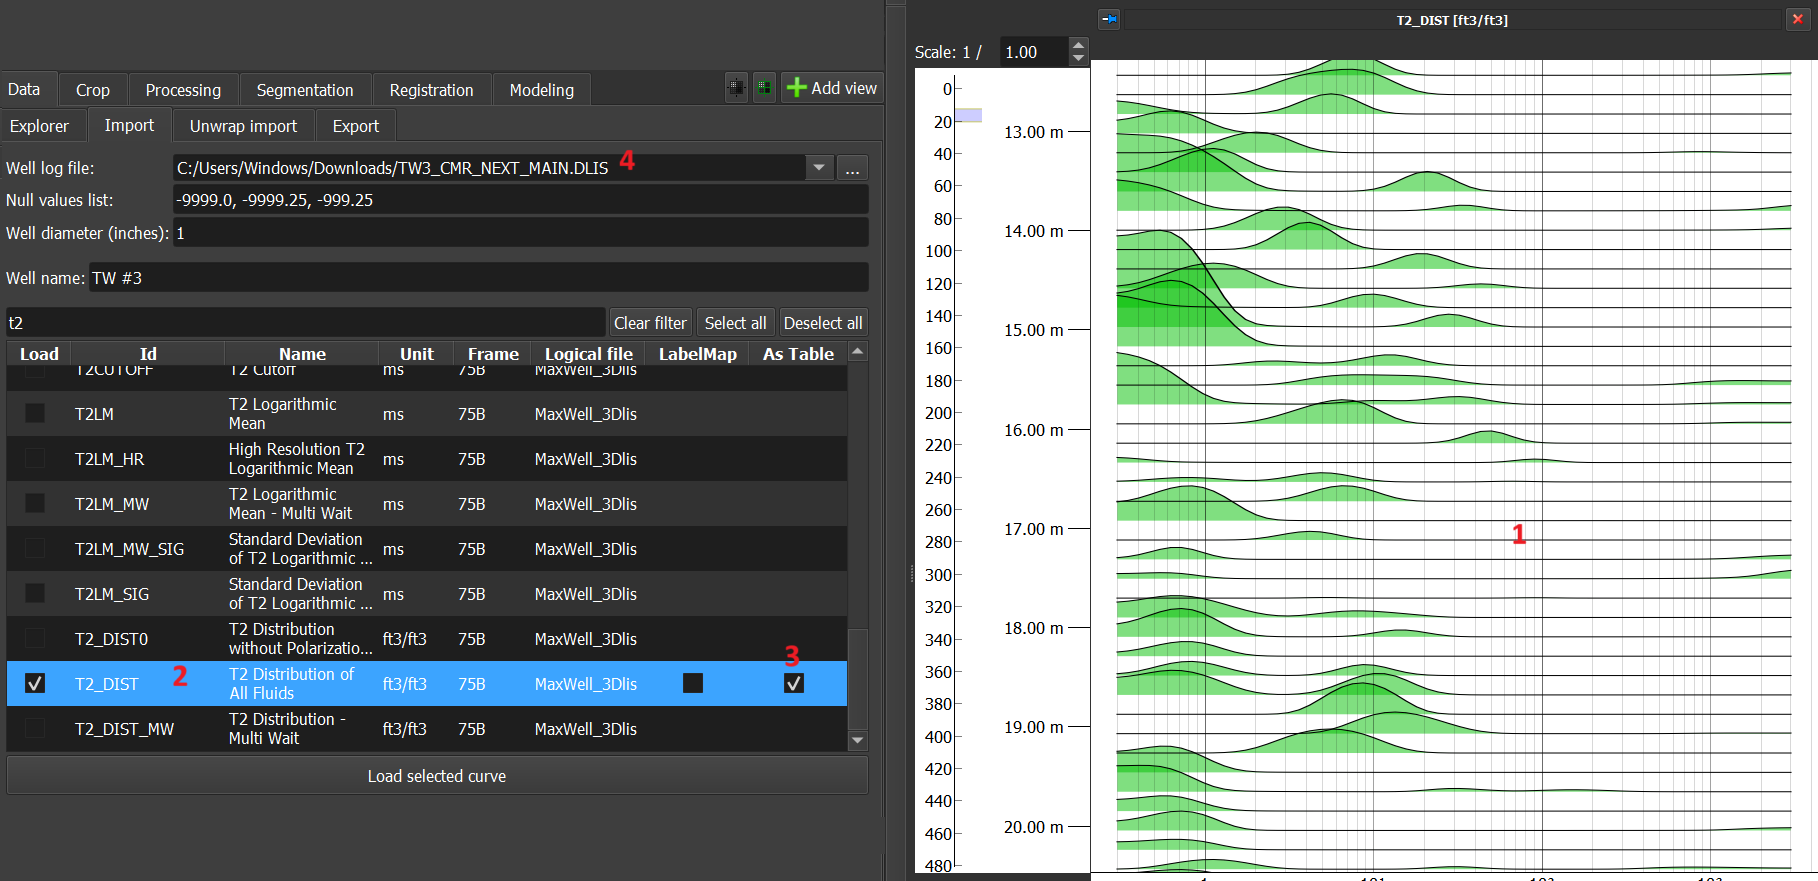 T2_DIST [ft3/ft3]
Scale: 1 / 1.00
Data Crop Processing Segmentation Registration Modeling Add view
Explorer Import Unwrap import Export
Well log file: C:/Users/Windows/Downloads/TW3_CMR_NEXT_MAIN.DLIS 4 ...
Null values list: -9999.0, -9999.25, -999.25
Well diameter (inches): 1
Well name: TW #3
t2 Clear filter Select all Deselect all
Load Id Name Unit Frame Logical file LabelMap As Table
T2CUTOFF T2 Cutoff ms 75B MaxWell_3Dlis
T2LM T2 Logarithmic Mean ms 75B MaxWell_3Dlis
T2LM_HR High Resolution T2 Logarithmic Mean ms 75B MaxWell_3Dlis
T2LM_MW T2 Logarithmic Mean - Multi Wait ms 75B MaxWell_3Dlis
T2LM_MW_SIG Standard Deviation of T2 Logarithmic ... ms 75B MaxWell_3Dlis
T2LM_SIG Standard Deviation of T2 Logarithmic ... ms 75B MaxWell_3Dlis
T2_DIST0 T2 Distribution without Polarizatio... ft3/ft3 75B MaxWell_3Dlis
T2_DIST 2 T2 Distribution of All Fluids ft3/ft3 75B MaxWell_3Dlis 3
T2_DIST_MW T2 Distribution - Multi Wait ft3/ft3 75B MaxWell_3Dlis
Load selected curve
0
20
40
60
80
100
120
140
160
180
200
220
240
260
280
300
320
340
360
380
400
420
440
460
480
13.00 m
14.00 m
15.00 m
16.00 m
17.00 m
18.00 m
19.00 m
20.00 m
1